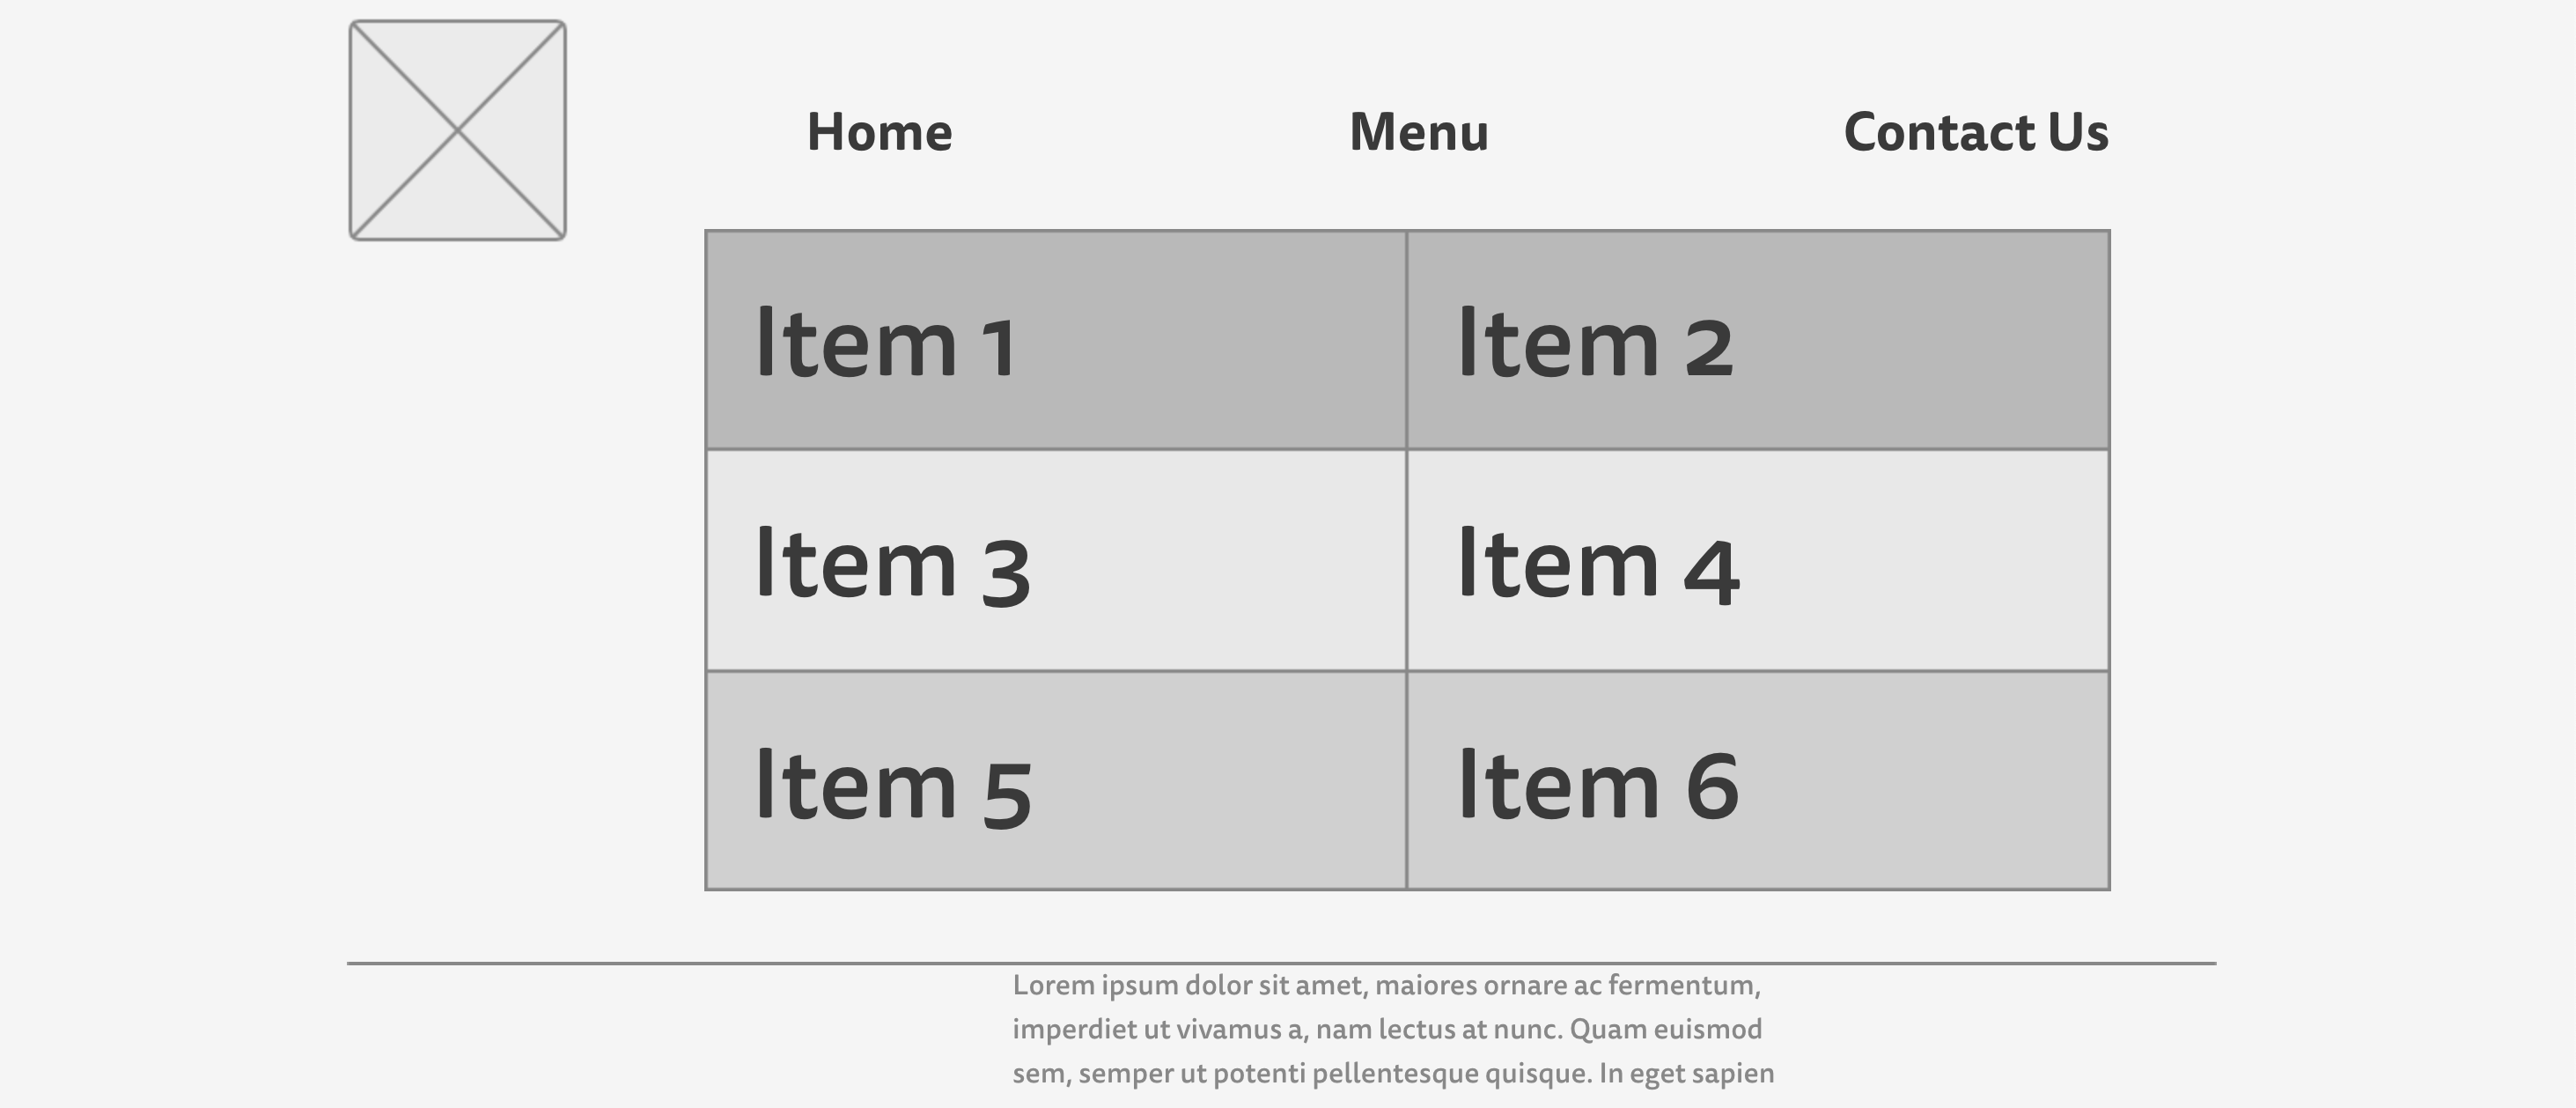 Home Menu Contact Us
Item 1 Item 2
Item 3 Item 4
Item 5 Item 6
Lorem ipsum dolor sit amet, maiores ornare ac fermentum,
imperdiet ut vivamus a, nam lectus at nunc. Quam euismod
sem, semper ut potenti pellentesque quisque. In eget sapien